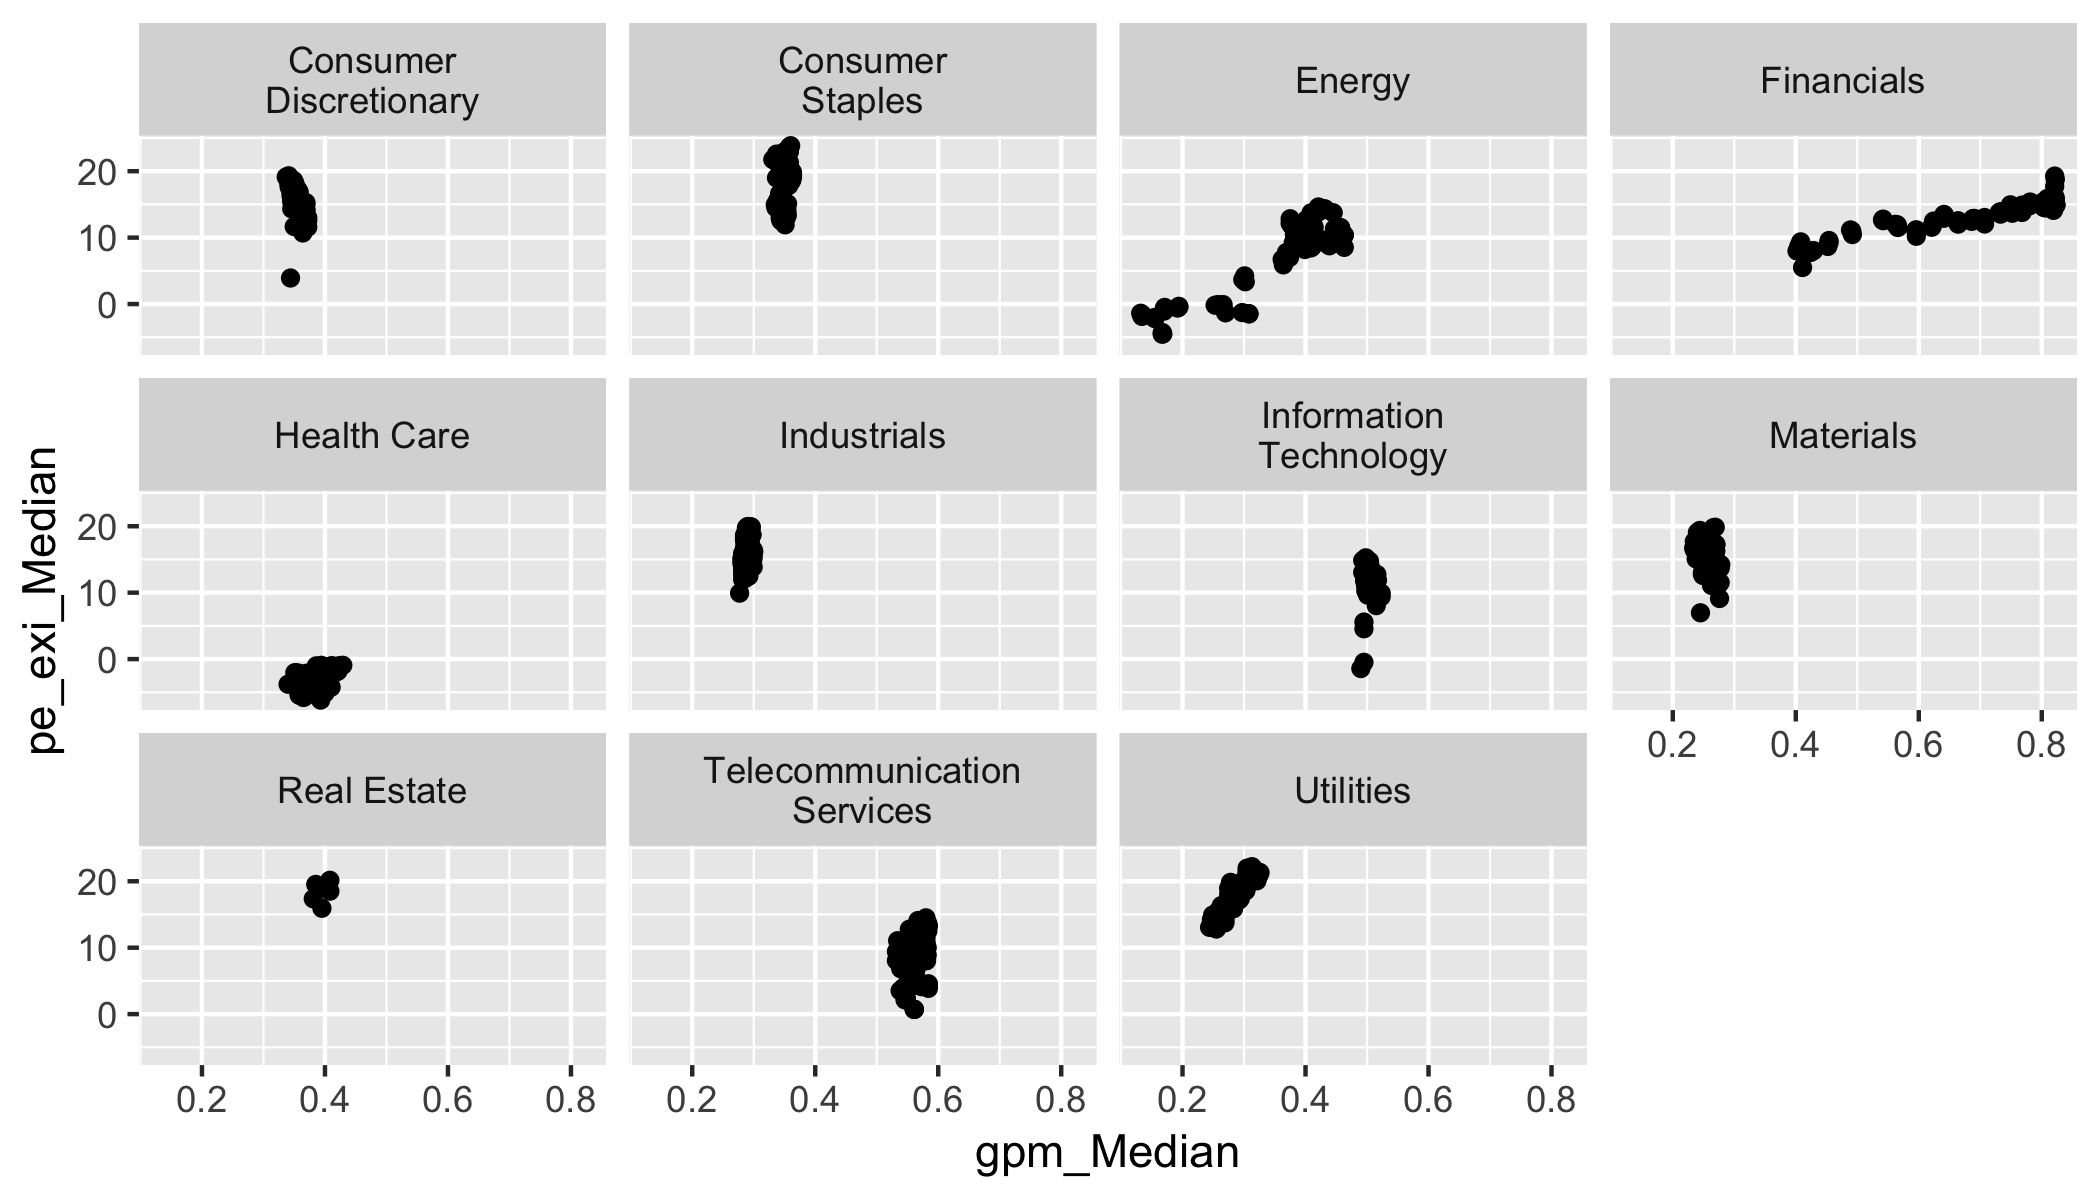 Consumer
Discretionary
Consumer
Staples
Energy
Financials
20
10
0
Health Care
Industrials
Information
Technology
Materials
20
10
0
0.2 0.4 0.6 0.8
Real Estate
Telecommunication
Services
Utilities
20
10
0
0.2 0.4 0.6 0.8
0.2 0.4 0.6 0.8
0.2 0.4 0.6 0.8
gpm_Median
pe_exi_Median